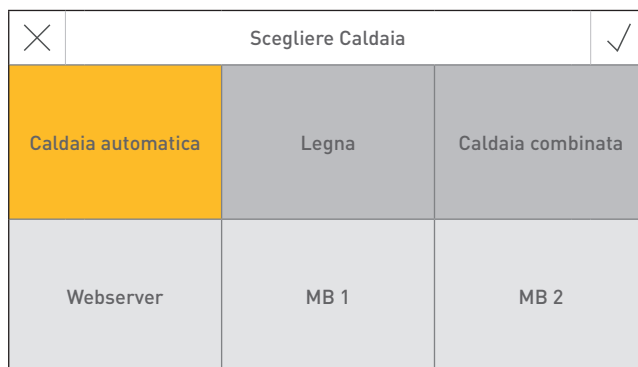 Scegliere Caldaia
Caldaia automatica
Legna
Caldaia combinata
Webserver
MB 1
MB 2